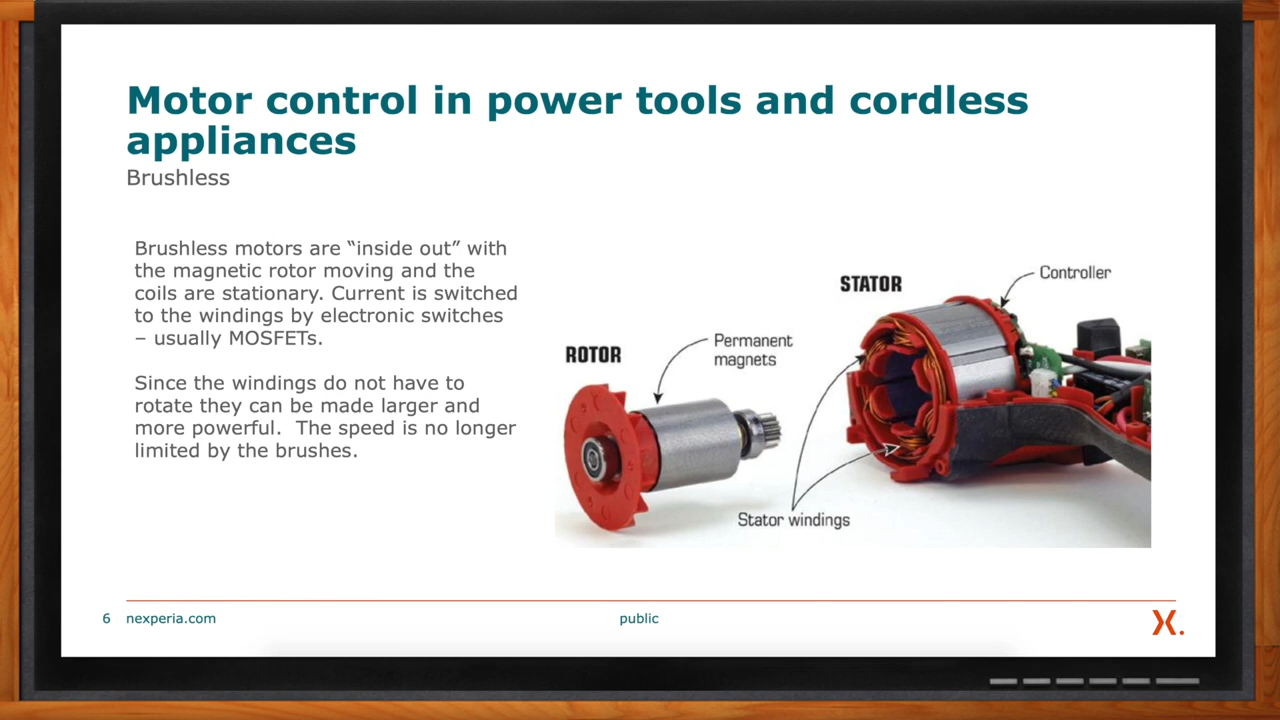 Motor control in power tools and cordless
appliances
Brushless
Brushless motors are “inside out” with
the magnetic rotor moving and the
coils are stationary. Current is switched
to the windings by electronic switches
– usually MOSFETs.
Since the windings do not have to
rotate they can be made larger and
more powerful.  The speed is no longer
limited by the brushes.
STATOR
Controller
ROTOR
Permanent
magnets
Stator windings
6 nexperia.com
public